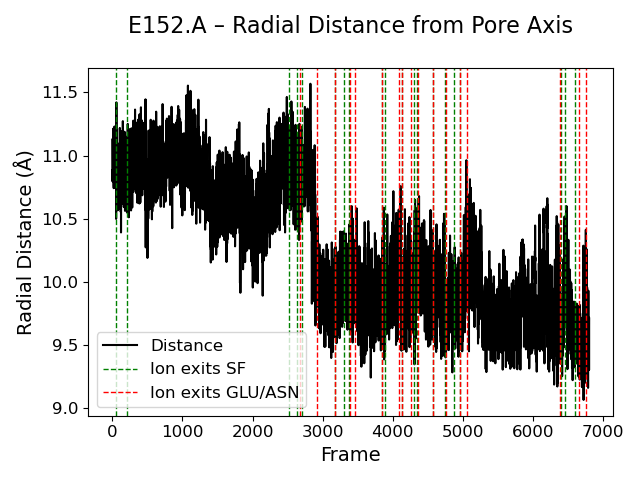 E152.A – Radial Distance from Pore Axis
11.5
11.0
10.5
10.0
9.5
9.0
Radial Distance (Å)
Distance
Ion exits SF
Ion exits GLU/ASN
0 1000 2000 3000 4000 5000 6000 7000
Frame